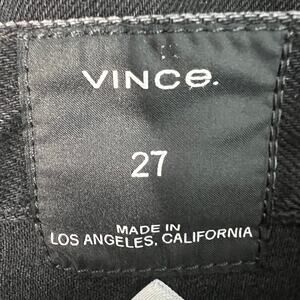 VINCe.
27
MADE IN
LOS ANGELES, CALIFORNIA